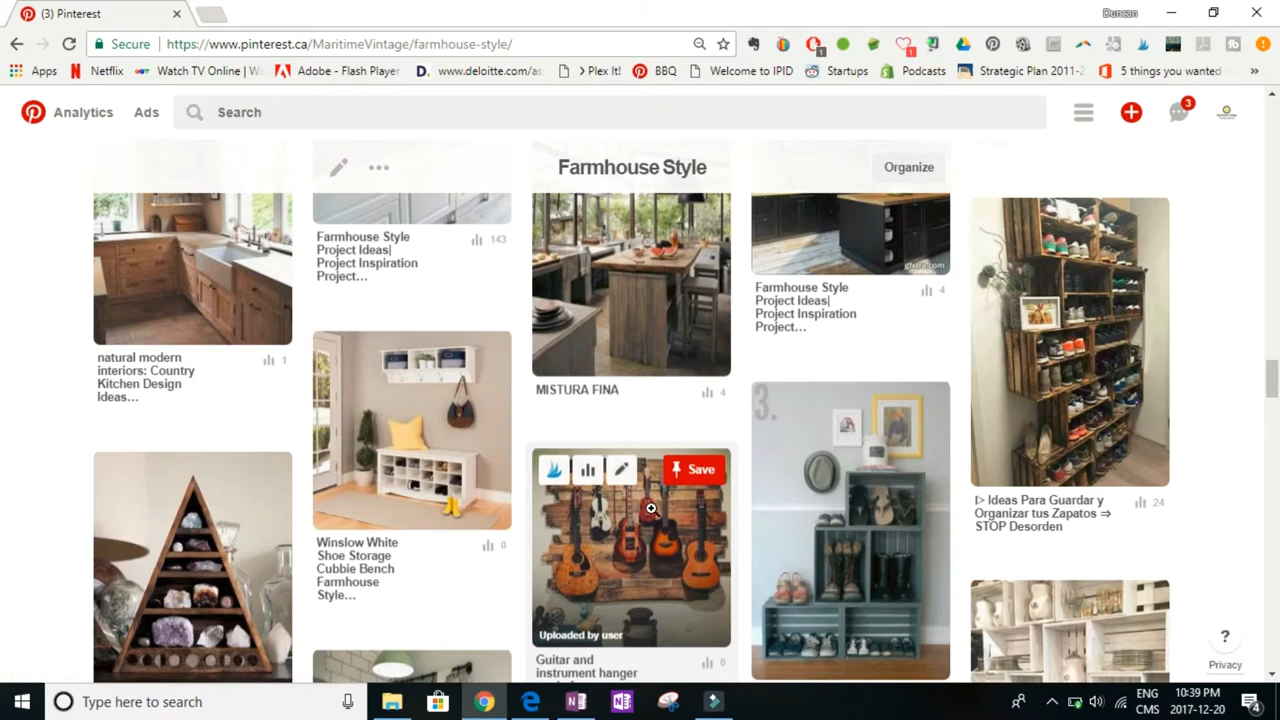 (3) Pinterest
Duncan
Secure
https://www.pinterest.ca/MaritimeVintage/farmhouse-style/
Apps
Netflix
Watch TV Online | Wa
Adobe - Flash Player
www.deloitte.com/as
> Plex It!
BBQ
Welcome to IPID
Startups
Podcasts
Strategic Plan 2011-2
5 things you wanted
Analytics
Ads
Search
3
Farmhouse Style
Organize
natural modern
interiors: Country
Kitchen Design
Ideas...
1
Farmhouse Style
Project Ideas|
Project Inspiration
Project...
143
Winslow White
Shoe Storage
Cubbie Bench
Farmhouse
Style...
0
MISTURA FINA
4
Save
Uploaded by user
Guitar and
instrument hanger
0
gfxtra.com
Farmhouse Style
Project Ideas|
Project Inspiration
Project...
4
3.
▷ Ideas Para Guardar y
Organizar tus Zapatos ⇒
STOP Desorden
24
?
Privacy
Type here to search
ENG
CMS
10:39 PM
2017-12-20
4